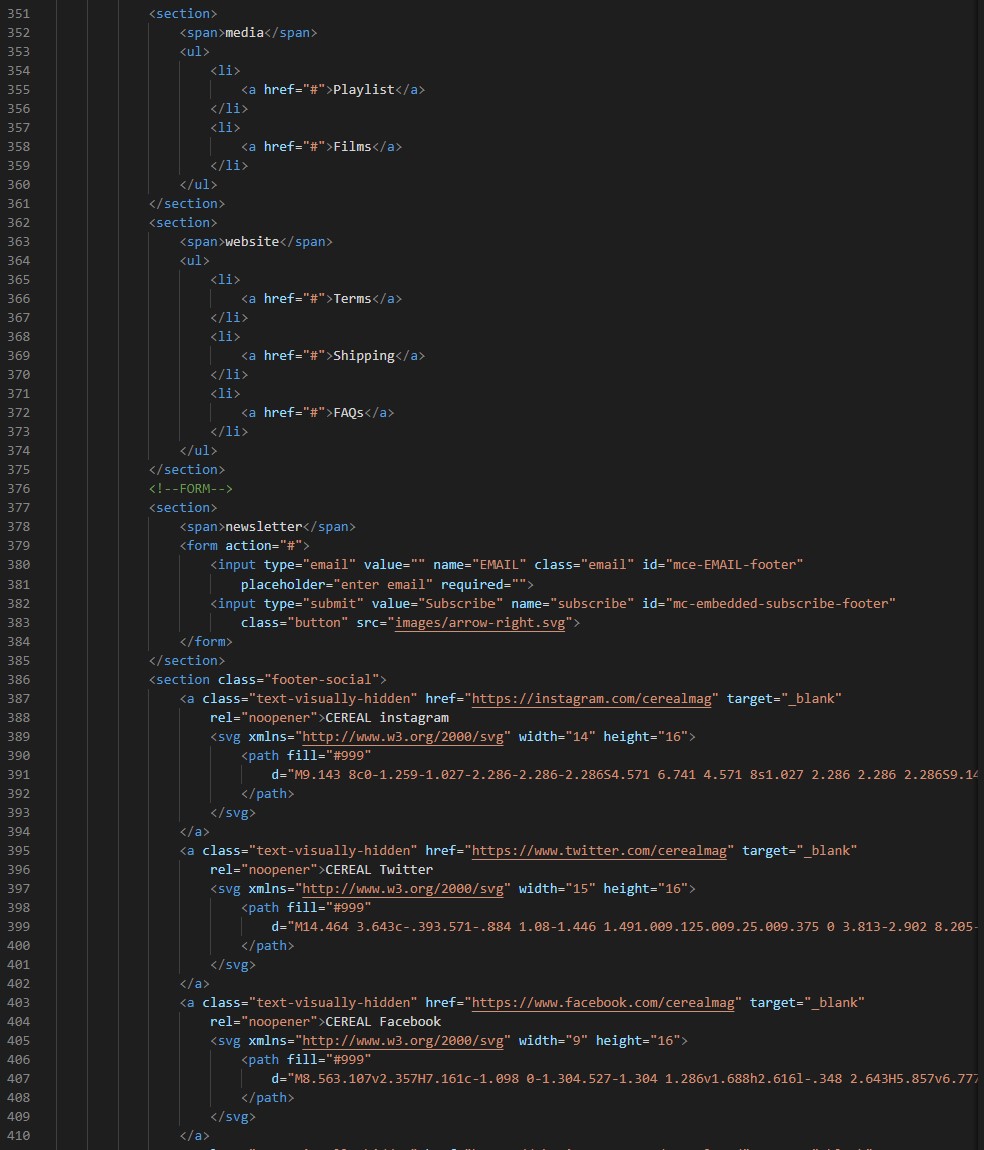 351 <section>
352 <span>media</span>
353 <ul>
354 <li>
355 <a href="#">Playlist</a>
356 </li>
357 <li>
358 <a href="#">Films</a>
359 </li>
360 </ul>
361 </section>
362 <section>
363 <span>website</span>
364 <ul>
365 <li>
366 <a href="#">Terms</a>
367 </li>
368 <li>
369 <a href="#">Shipping</a>
370 </li>
371 <li>
372 <a href="#">FAQs</a>
373 </li>
374 </ul>
375 </section>
376 <!--FORM-->
377 <section>
378 <span>newsletter</span>
379 <form action="#">
380 <input type="email" value="" name="EMAIL" class="email" id="mce-EMAIL-footer"
381 placeholder="enter email" required="">
382 <input type="submit" value="Subscribe" name="subscribe" id="mc-embedded-subscribe-footer"
383 class="button" src="images/arrow-right.svg">
384 </form>
385 </section>
386 <section class="footer-social">
387 <a class="text-visually-hidden" href="https://instagram.com/cerealmag" target="_blank"
388 rel="noopener">CEREAL instagram
389 <svg xmlns="http://www.w3.org/2000/svg" width="14" height="16">
390 <path fill="#999"
391 d="M9.143 8c0-1.259-1.027-2.286-2.286-2.286S4.571 6.741 4.571 8s1.027 2.286 2.286 2.286S9.14
392 </path>
393 </svg>
394 </a>
395 <a class="text-visually-hidden" href="https://www.twitter.com/cerealmag" target="_blank"
396 rel="noopener">CEREAL Twitter
397 <svg xmlns="http://www.w3.org/2000/svg" width="15" height="16">
398 <path fill="#999"
399 d="M14.464 3.643c-.393.571-.884 1.08-1.446 1.491.009.125.009.25.009.375 0 3.813-2.902 8.205-
400 </path>
401 </svg>
402 </a>
403 <a class="text-visually-hidden" href="https://www.facebook.com/cerealmag" target="_blank"
404 rel="noopener">CEREAL Facebook
405 <svg xmlns="http://www.w3.org/2000/svg" width="9" height="16">
406 <path fill="#999"
407 d="M8.563.107v2.357H7.161c-1.098 0-1.304.527-1.304 1.286v1.688h2.616l-.348 2.643H5.857v6.777
408 </path>
409 </svg>
410 </a>